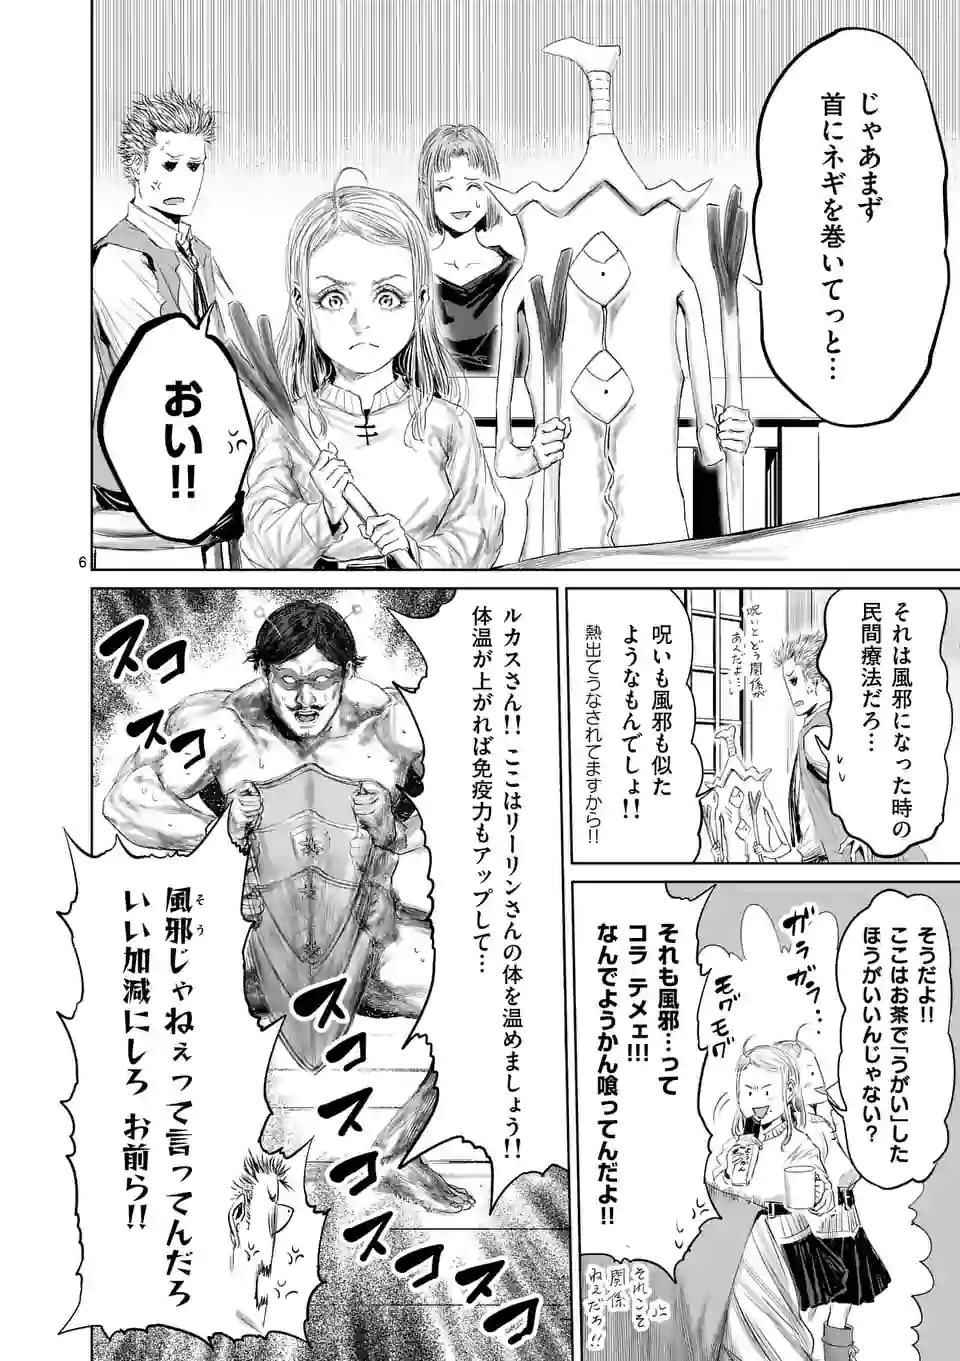 じゃあまず
首にネギを巻いてっと…
おい!!
6
それは風邪になった時の
民間療法だろ…
呪いとどう関係が
あんだよ…
呪いも風邪も似た
ようなもんでしょ!!
熱出てうなされてますから!!
そうだよ!!
ここはお茶で「うがい」した
ほうがいいんじゃない?
ガラ
ガラ…
モグ
モグ
ようかん
それも風邪…って
コラ テメェ!!!
なんでようかん喰ってんだよ!!
それこそ
関係
ねぇだろ!!
ルカスさん!! ここはリーリンさんの体を温めましょう!!
体温が上がれば免疫力もアップして…
スコ
スコ
スコ
スコ
スコ
風邪じゃねぇって言ってんだろ
そう
いい加減にしろ お前ら!!